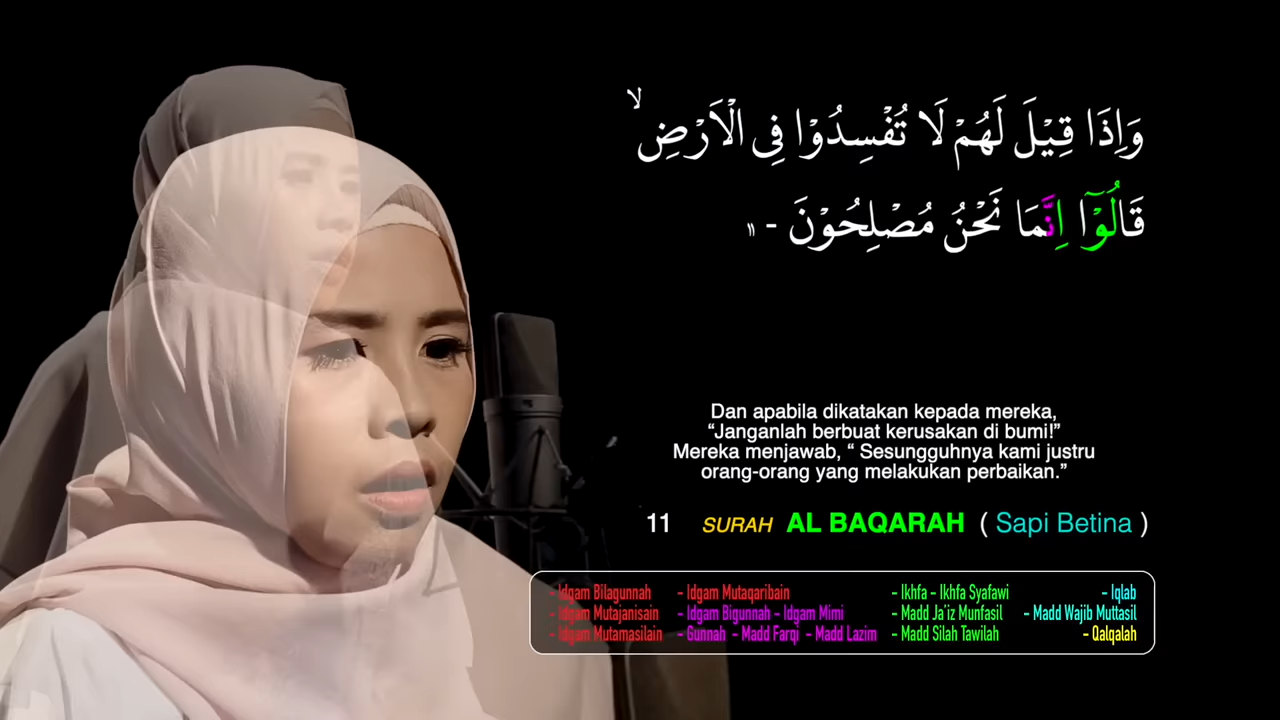 وَاِذَا قِيْلَ لَهُمْ لَا تُفْسِدُوْا فِى الْاَرْضِۙ
قَالُوْٓا اِنَّمَا نَحْنُ مُصْلِحُوْنَ - ١١
Dan apabila dikatakan kepada mereka,
“Janganlah berbuat kerusakan di bumi!”
Mereka menjawab, “ Sesungguhnya kami justru
orang-orang yang melakukan perbaikan.”
11 SURAH AL BAQARAH ( Sapi Betina )
- Idgam Bilagunnah - Idgam Mutaqaribain - Ikhfa - Ikhfa Syafawi - Iqlab
- Idgam Mutajanisain - Idgam Bigunnah - Idgam Mimi - Madd Ja'iz Munfasil - Madd Wajib Muttasil
- Idgam Mutamasilain - Gunnah - Madd Farqi - Madd Lazim - Madd Silah Tawilah - Qalqalah